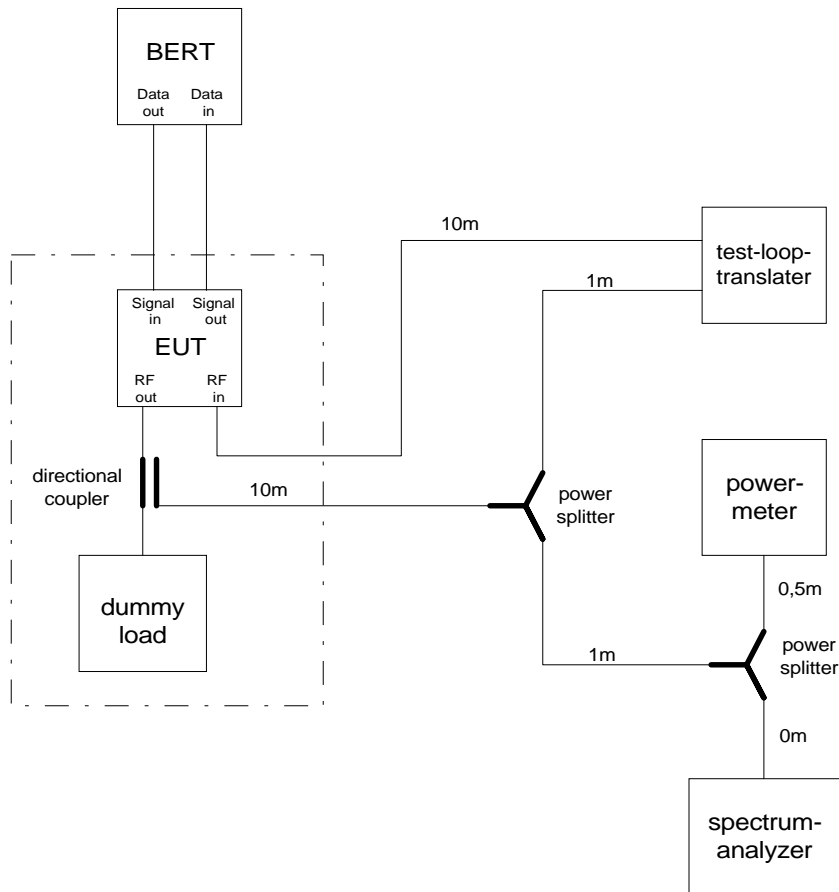 BERT
Data Data
out in
10m
test-loop-
translater
1m
Signal Signal
in out
EUT
RF RF
out in
directional
coupler
10m
power
splitter
power-
meter
0,5m
dummy
load
1m
power
splitter
0m
spectrum-
analyzer